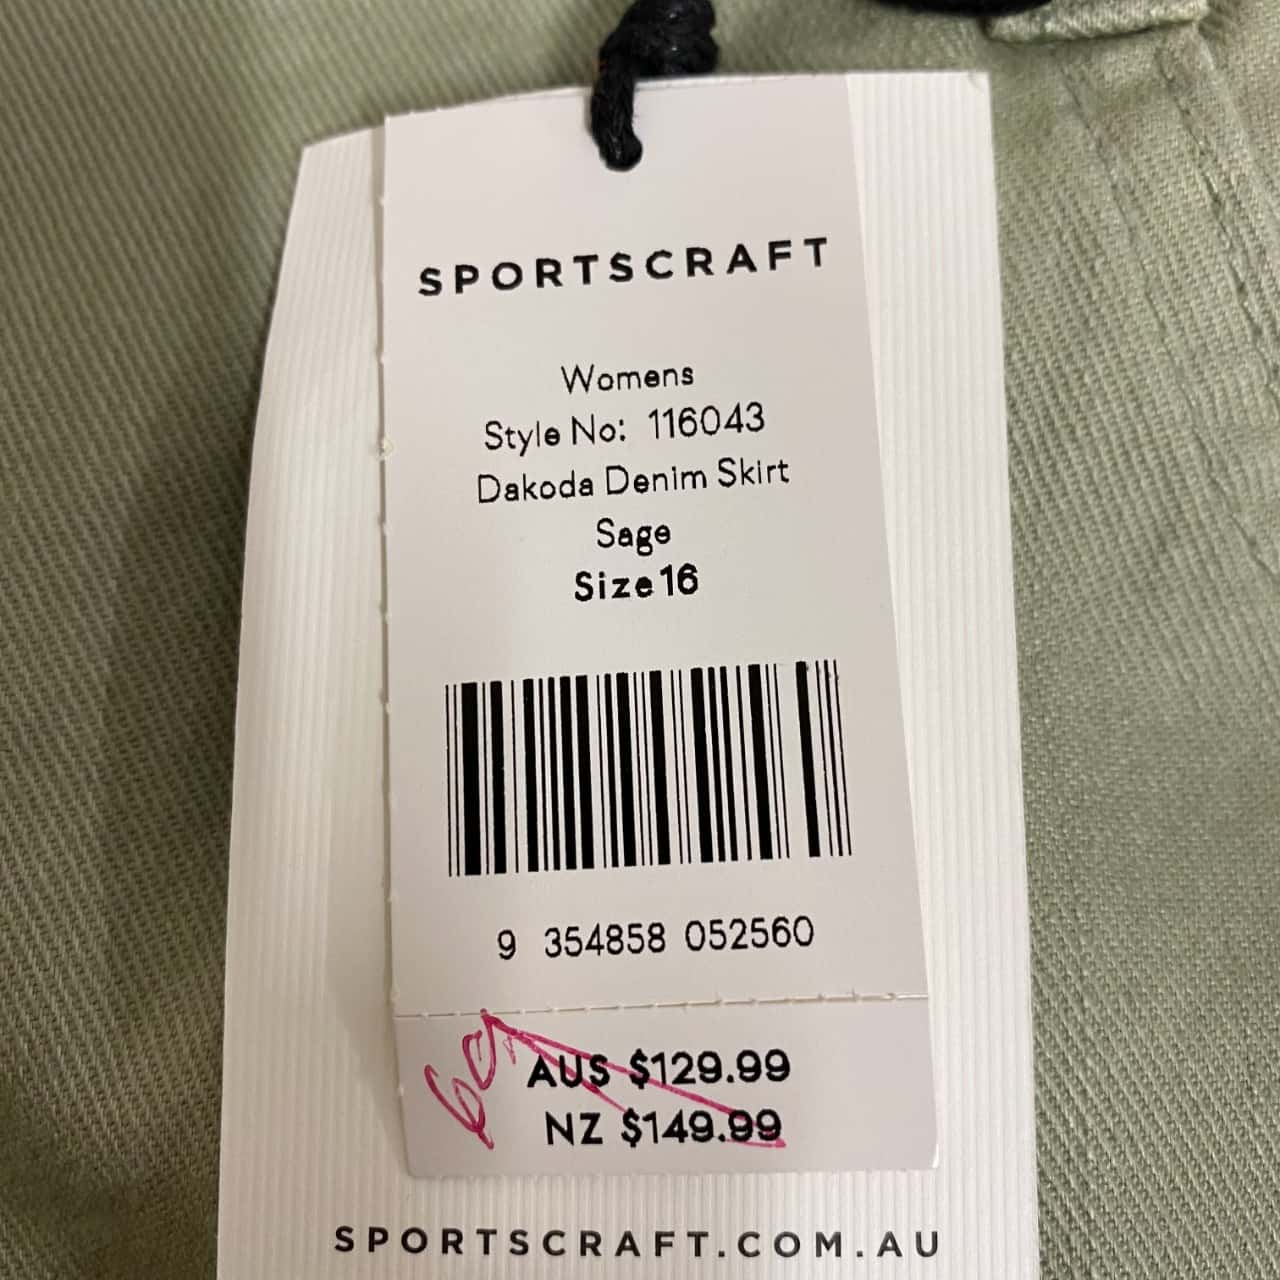 SPORTSCRAFT
Womens
Style No: 116043
Dakoda Denim Skirt
Sage
Size 16
9 354858 052560
60
AUS $129.99
NZ $149.99
SPORTSCRAFT.COM.AU